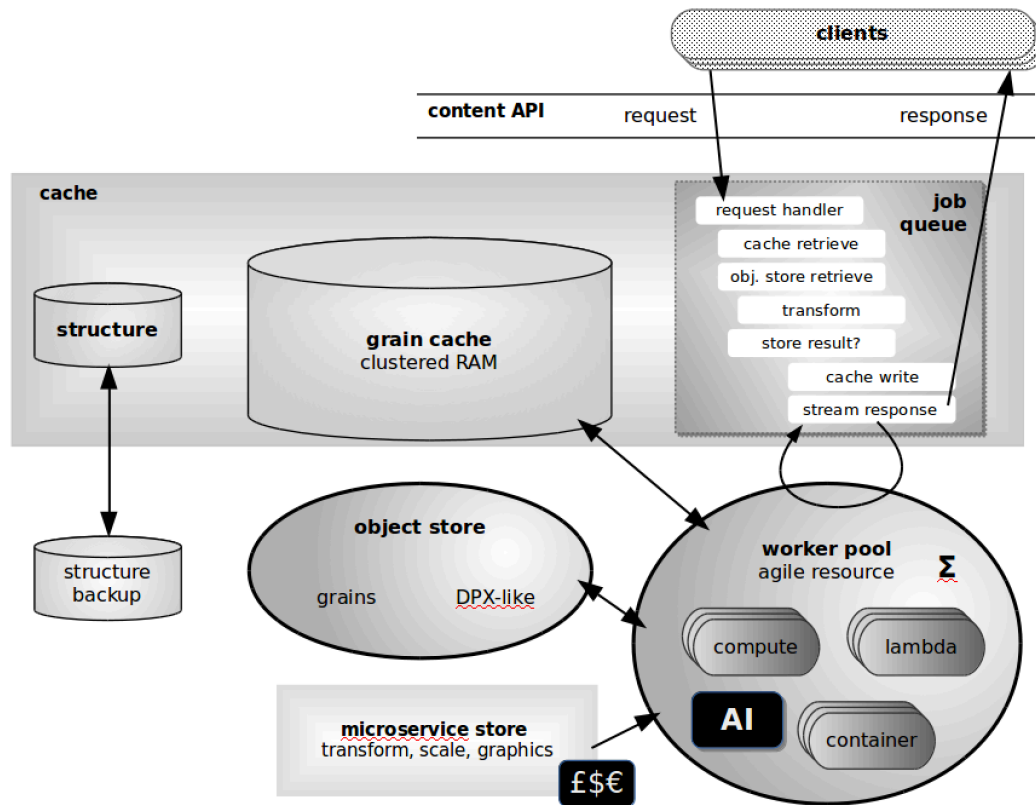 clients
content API
request
response
cache
job
queue
request handler
cache retrieve
obj. store retrieve
transform
store result?
cache write
stream response
structure
grain cache
clustered RAM
structure
backup
object store
grains
DPX-like
worker pool
agile resource
Σ
compute
lambda
AI
container
microservice store
transform, scale, graphics
£$€